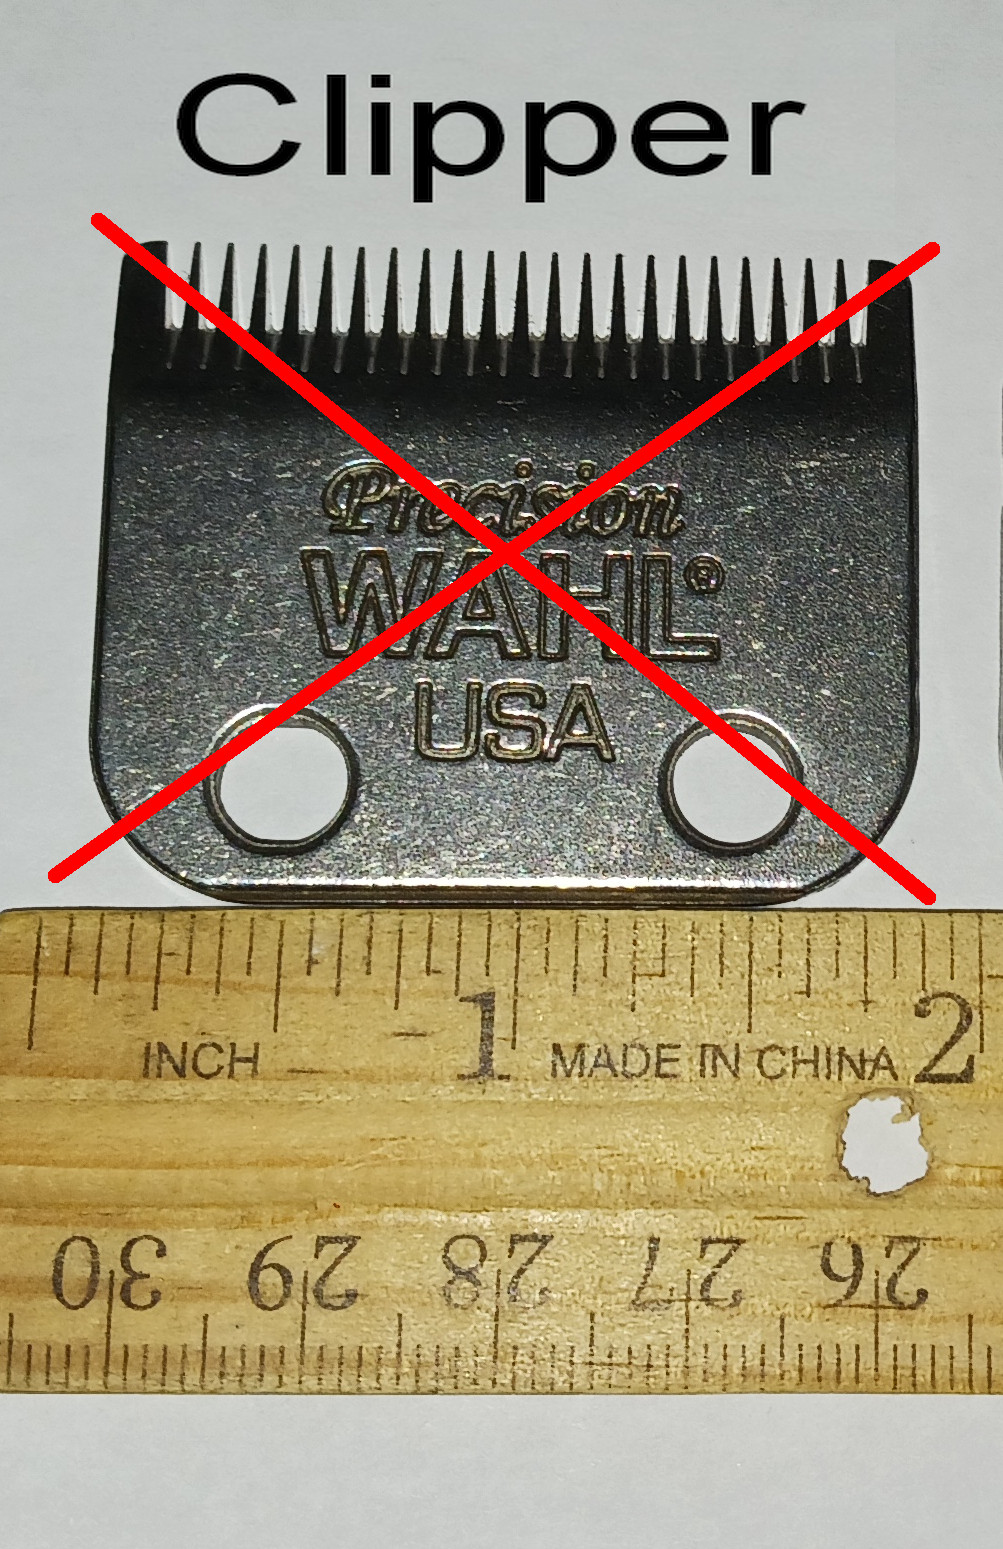 Clipper
Precision
WAHL®
USA
1 2
INCH MADE IN CHINA
30 29 28 27 26